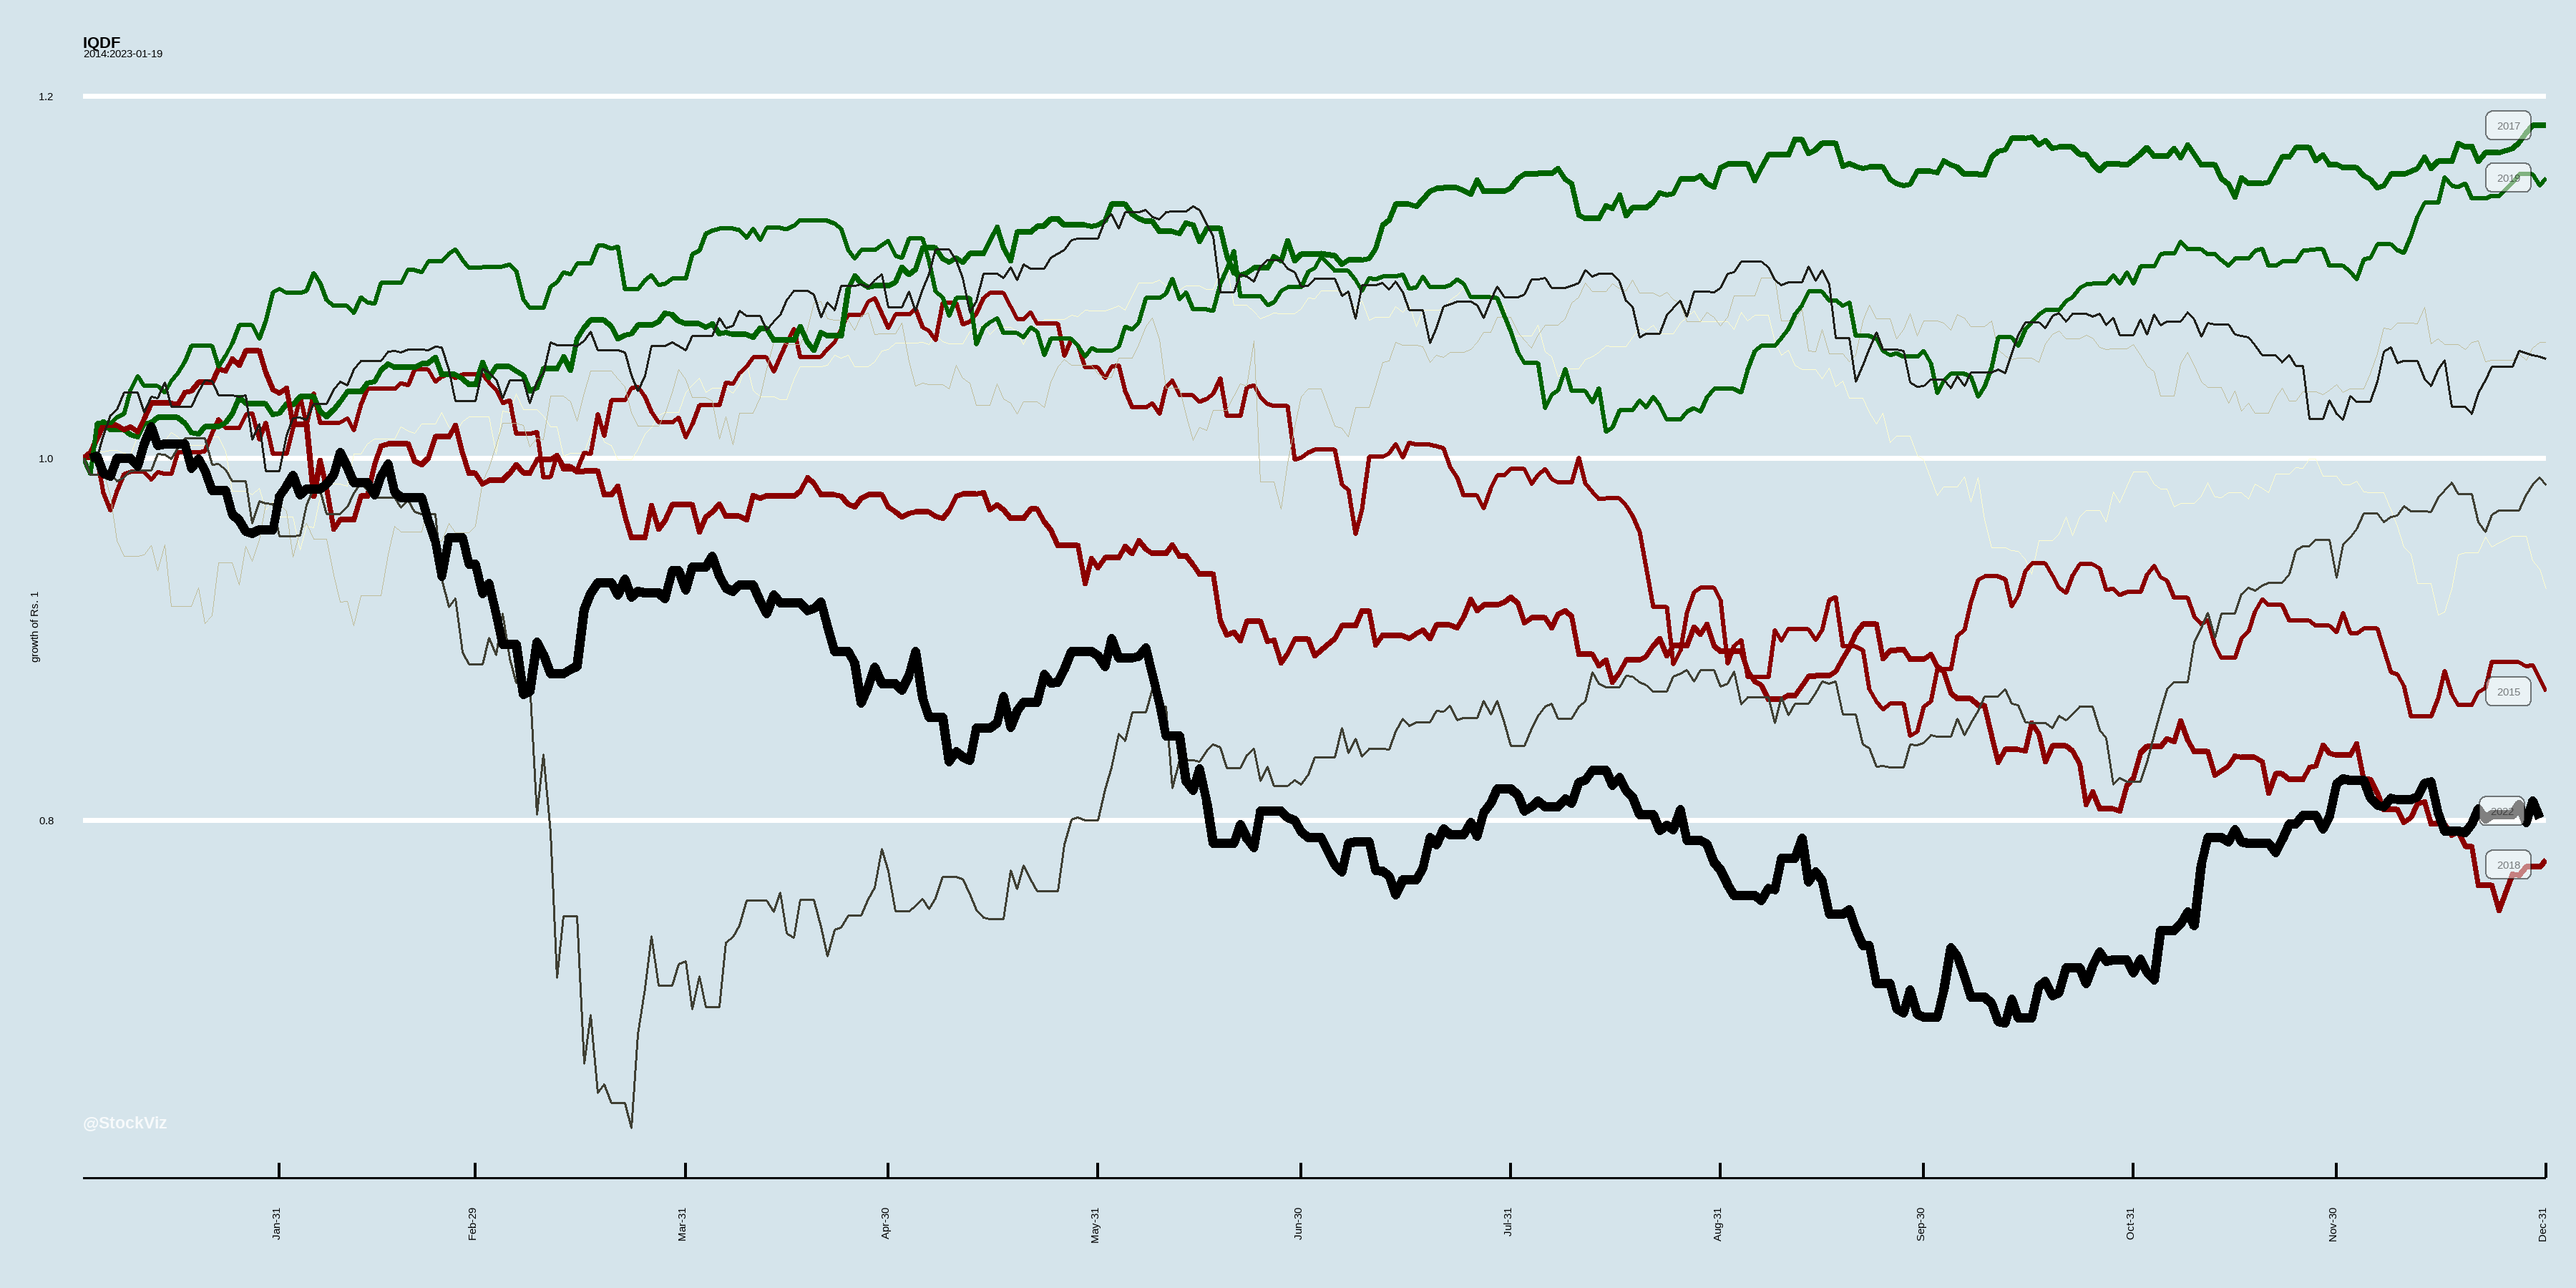 IQDF
2014:2023-01-19
1.2
1.0
0.8
growth of Rs. 1
2017
2019
2015
2022
2018
@StockViz
Jan-31
Feb-29
Mar-31
Apr-30
May-31
Jun-30
Jul-31
Aug-31
Sep-30
Oct-31
Nov-30
Dec-31